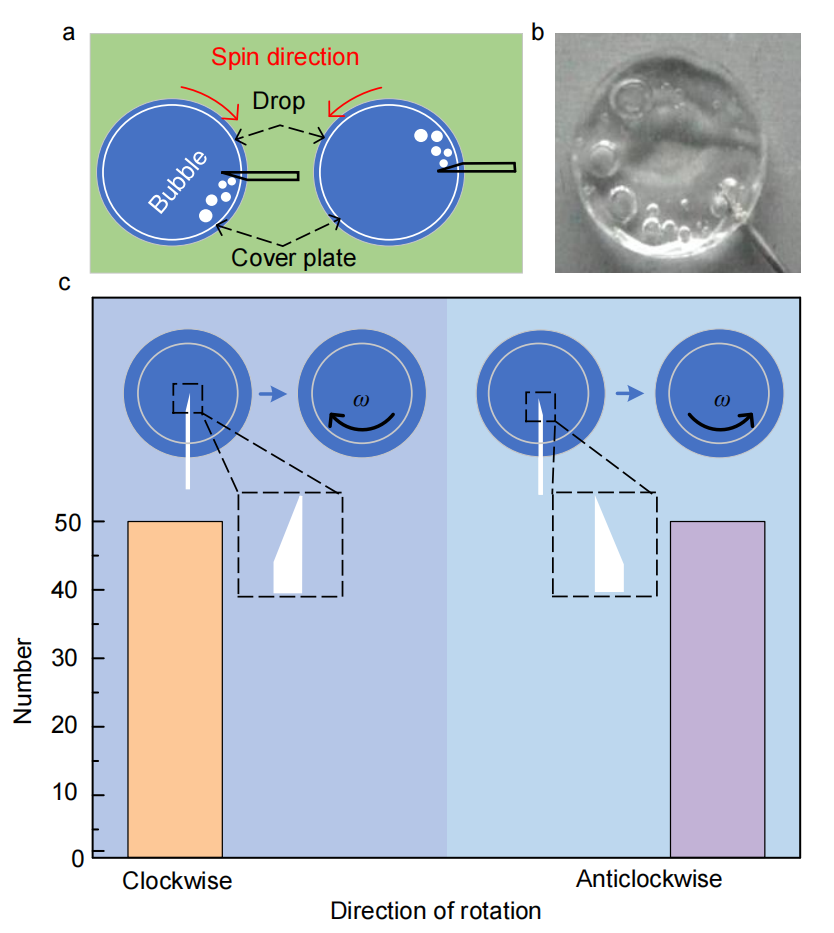 a
b
Spin direction
Drop
Bubble
Cover plate
c
ω
ω
50
40
30
20
10
0
Number
Clockwise
Anticlockwise
Direction of rotation